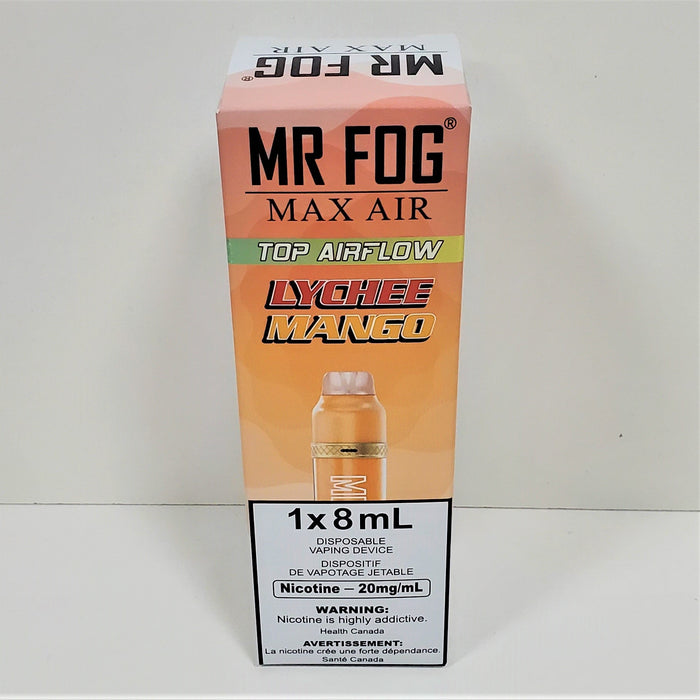 MR FOG®
MAX AIR
MR FOG®
MAX AIR
TOP AIRFLOW
LYCHEE
MANGO
MI
1x8mL
DISPOSABLE
VAPING DEVICE
DISPOSITIF
DE VAPOTAGE JETABLE
Nicotine – 20mg/mL
WARNING:
Nicotine is highly addictive.
Health Canada
AVERTISSEMENT:
La nicotine crée une forte dépendance.
Santé Canada